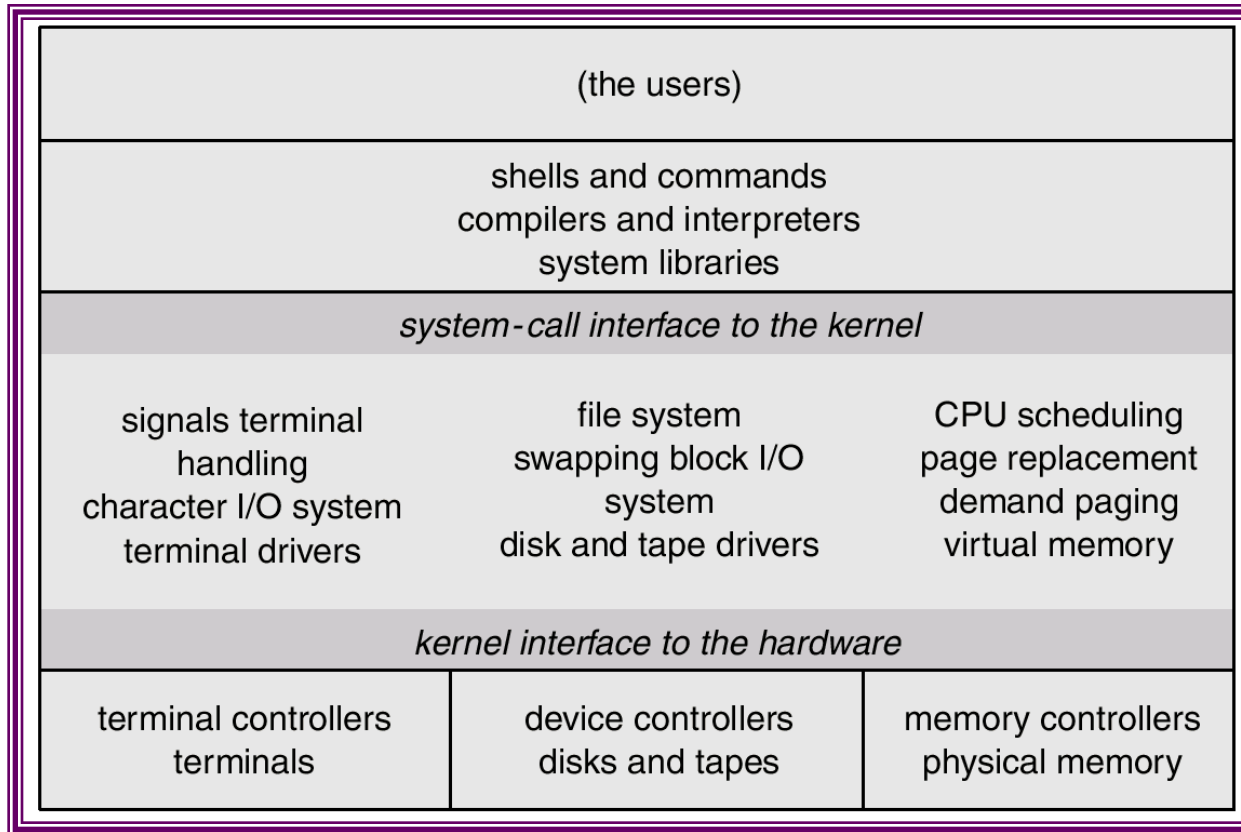 (the users)
shells and commands
compilers and interpreters
system libraries
system-call interface to the kernel
signals terminal
handling
character I/O system
terminal drivers
file system
swapping block I/O
system
disk and tape drivers
CPU scheduling
page replacement
demand paging
virtual memory
kernel interface to the hardware
terminal controllers
terminals
device controllers
disks and tapes
memory controllers
physical memory